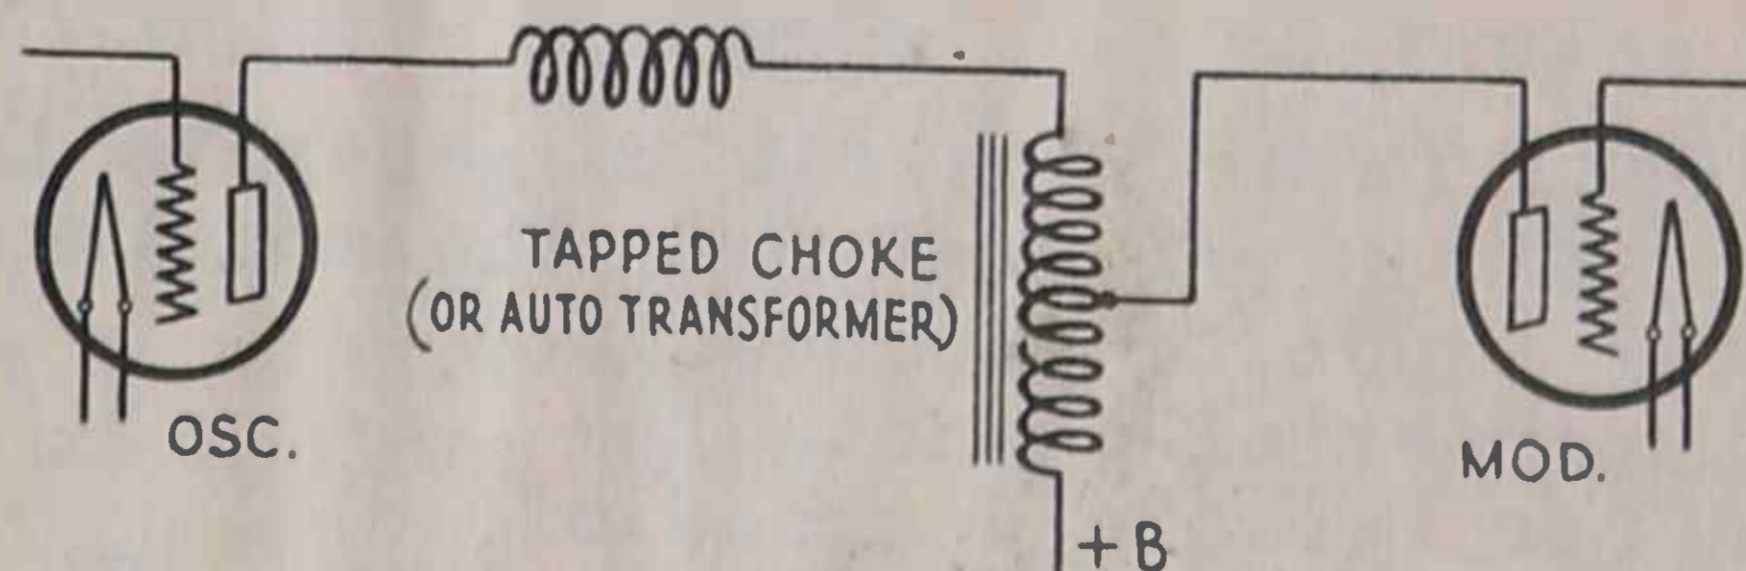 TAPPED CHOKE
(OR AUTO TRANSFORMER)
OSC.
MOD.
+ B